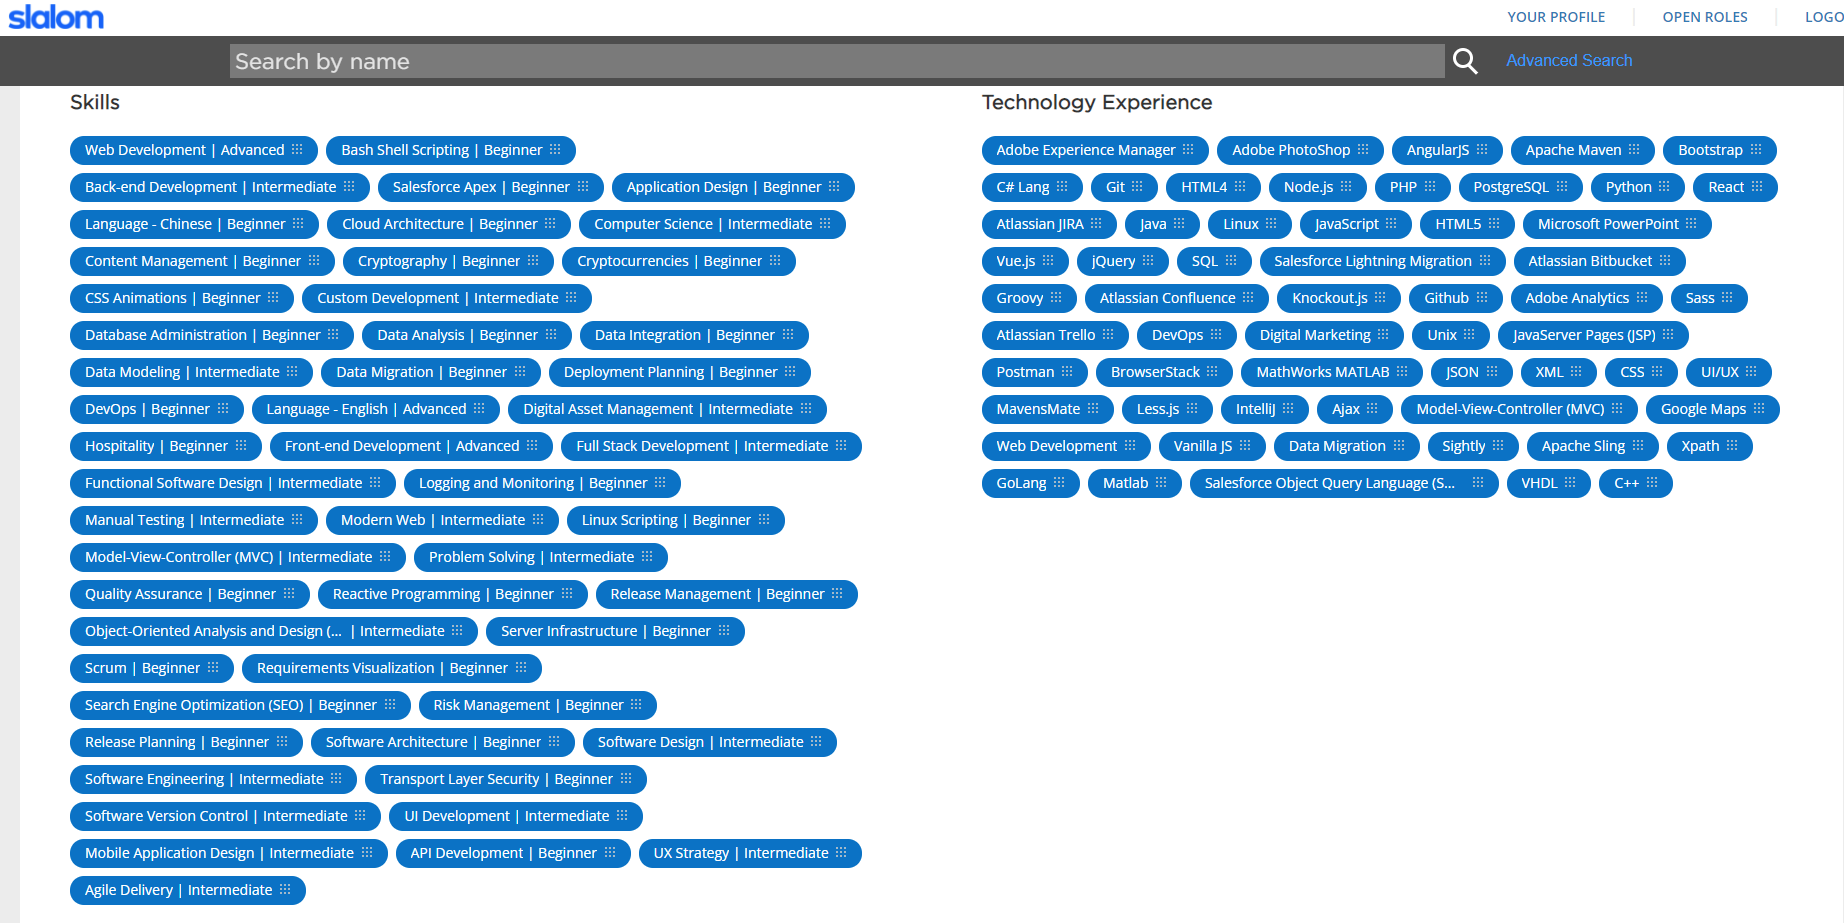 slalom
YOUR PROFILE
OPEN ROLES
LOGO
Search by name
Advanced Search
Skills
Web Development | Advanced
Bash Shell Scripting | Beginner
Back-end Development | Intermediate
Salesforce Apex | Beginner
Application Design | Beginner
Language - Chinese | Beginner
Cloud Architecture | Beginner
Computer Science | Intermediate
Content Management | Beginner
Cryptography | Beginner
Cryptocurrencies | Beginner
CSS Animations | Beginner
Custom Development | Intermediate
Database Administration | Beginner
Data Analysis | Beginner
Data Integration | Beginner
Data Modeling | Intermediate
Data Migration | Beginner
Deployment Planning | Beginner
DevOps | Beginner
Language - English | Advanced
Digital Asset Management | Intermediate
Hospitality | Beginner
Front-end Development | Advanced
Full Stack Development | Intermediate
Functional Software Design | Intermediate
Logging and Monitoring | Beginner
Manual Testing | Intermediate
Modern Web | Intermediate
Linux Scripting | Beginner
Model-View-Controller (MVC) | Intermediate
Problem Solving | Intermediate
Quality Assurance | Beginner
Reactive Programming | Beginner
Release Management | Beginner
Object-Oriented Analysis and Design (... | Intermediate
Server Infrastructure | Beginner
Scrum | Beginner
Requirements Visualization | Beginner
Search Engine Optimization (SEO) | Beginner
Risk Management | Beginner
Release Planning | Beginner
Software Architecture | Beginner
Software Design | Intermediate
Software Engineering | Intermediate
Transport Layer Security | Beginner
Software Version Control | Intermediate
UI Development | Intermediate
Mobile Application Design | Intermediate
API Development | Beginner
UX Strategy | Intermediate
Agile Delivery | Intermediate
Technology Experience
Adobe Experience Manager
Adobe PhotoShop
AngularJS
Apache Maven
Bootstrap
C# Lang
Git
HTML4
Node.js
PHP
PostgreSQL
Python
React
Atlassian JIRA
Java
Linux
JavaScript
HTML5
Microsoft PowerPoint
Vue.js
jQuery
SQL
Salesforce Lightning Migration
Atlassian Bitbucket
Groovy
Atlassian Confluence
Knockout.js
Github
Adobe Analytics
Sass
Atlassian Trello
DevOps
Digital Marketing
Unix
JavaServer Pages (JSP)
Postman
BrowserStack
MathWorks MATLAB
JSON
XML
CSS
UI/UX
MavensMate
Less.js
IntelliJ
Ajax
Model-View-Controller (MVC)
Google Maps
Web Development
Vanilla JS
Data Migration
Sightly
Apache Sling
Xpath
GoLang
Matlab
Salesforce Object Query Language (S...
VHDL
C++